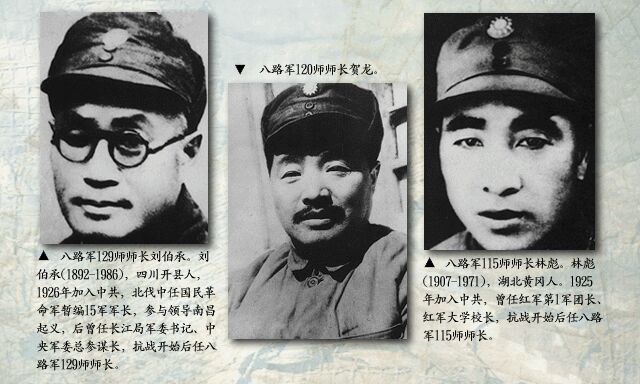 ▲ 八路军129师师长刘伯承。刘
伯承(1892-1986)，四川开县人，
1926年加入中共，北伐中任国民革
命军暂编15军军长，参与领导南昌
起义，后曾任长江局军委书记、中
央军委总参谋长，抗战开始后任八
路军129师师长。
▼ 八路军120师师长贺龙。
▲ 八路军115师师长林彪。林彪
(1907-1971)，湖北黄冈人。1925
年加入中共，曾任红军第1军团长、
红军大学校长，抗战开始后任八路
军115师师长。